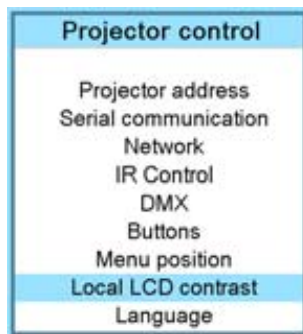 Projector control
Projector address
Serial communication
Network
IR Control
DMX
Buttons
Menu position
Local LCD contrast
Language